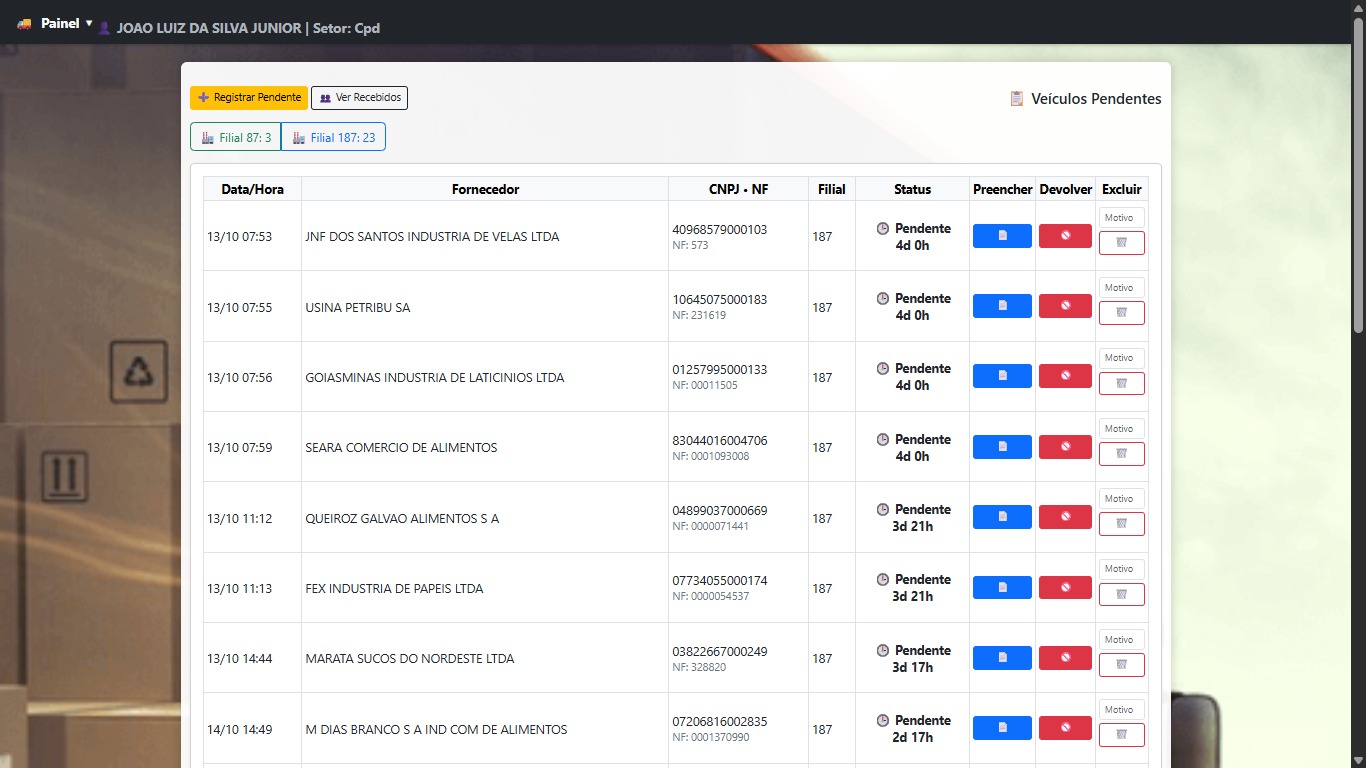 Painel ▼ JOAO LUIZ DA SILVA JUNIOR | Setor: Cpd
Registrar Pendente Ver Recebidos
Veículos Pendentes
Filial 87: 3 Filial 187: 23
Data/Hora Fornecedor CNPJ • NF Filial Status Preencher Devolver Excluir
13/10 07:53 JNF DOS SANTOS INDUSTRIA DE VELAS LTDA 40968579000103 187 Pendente Motivo
NF: 573 4d 0h
13/10 07:55 USINA PETRIBU SA 10645075000183 187 Pendente Motivo
NF: 231619 4d 0h
13/10 07:56 GOIASMINAS INDUSTRIA DE LATICINIOS LTDA 01257995000133 187 Pendente Motivo
NF: 00011505 4d 0h
13/10 07:59 SEARA COMERCIO DE ALIMENTOS 83044016004706 187 Pendente Motivo
NF: 0001093008 4d 0h
13/10 11:12 QUEIROZ GALVAO ALIMENTOS S A 04899037000669 187 Pendente Motivo
NF: 0000071441 3d 21h
13/10 11:13 FEX INDUSTRIA DE PAPEIS LTDA 07734055000174 187 Pendente Motivo
NF: 0000054537 3d 21h
13/10 14:44 MARATA SUCOS DO NORDESTE LTDA 03822667000249 187 Pendente Motivo
NF: 328820 3d 17h
14/10 14:49 M DIAS BRANCO S A IND COM DE ALIMENTOS 07206816002835 187 Pendente Motivo
NF: 0001370990 2d 17h